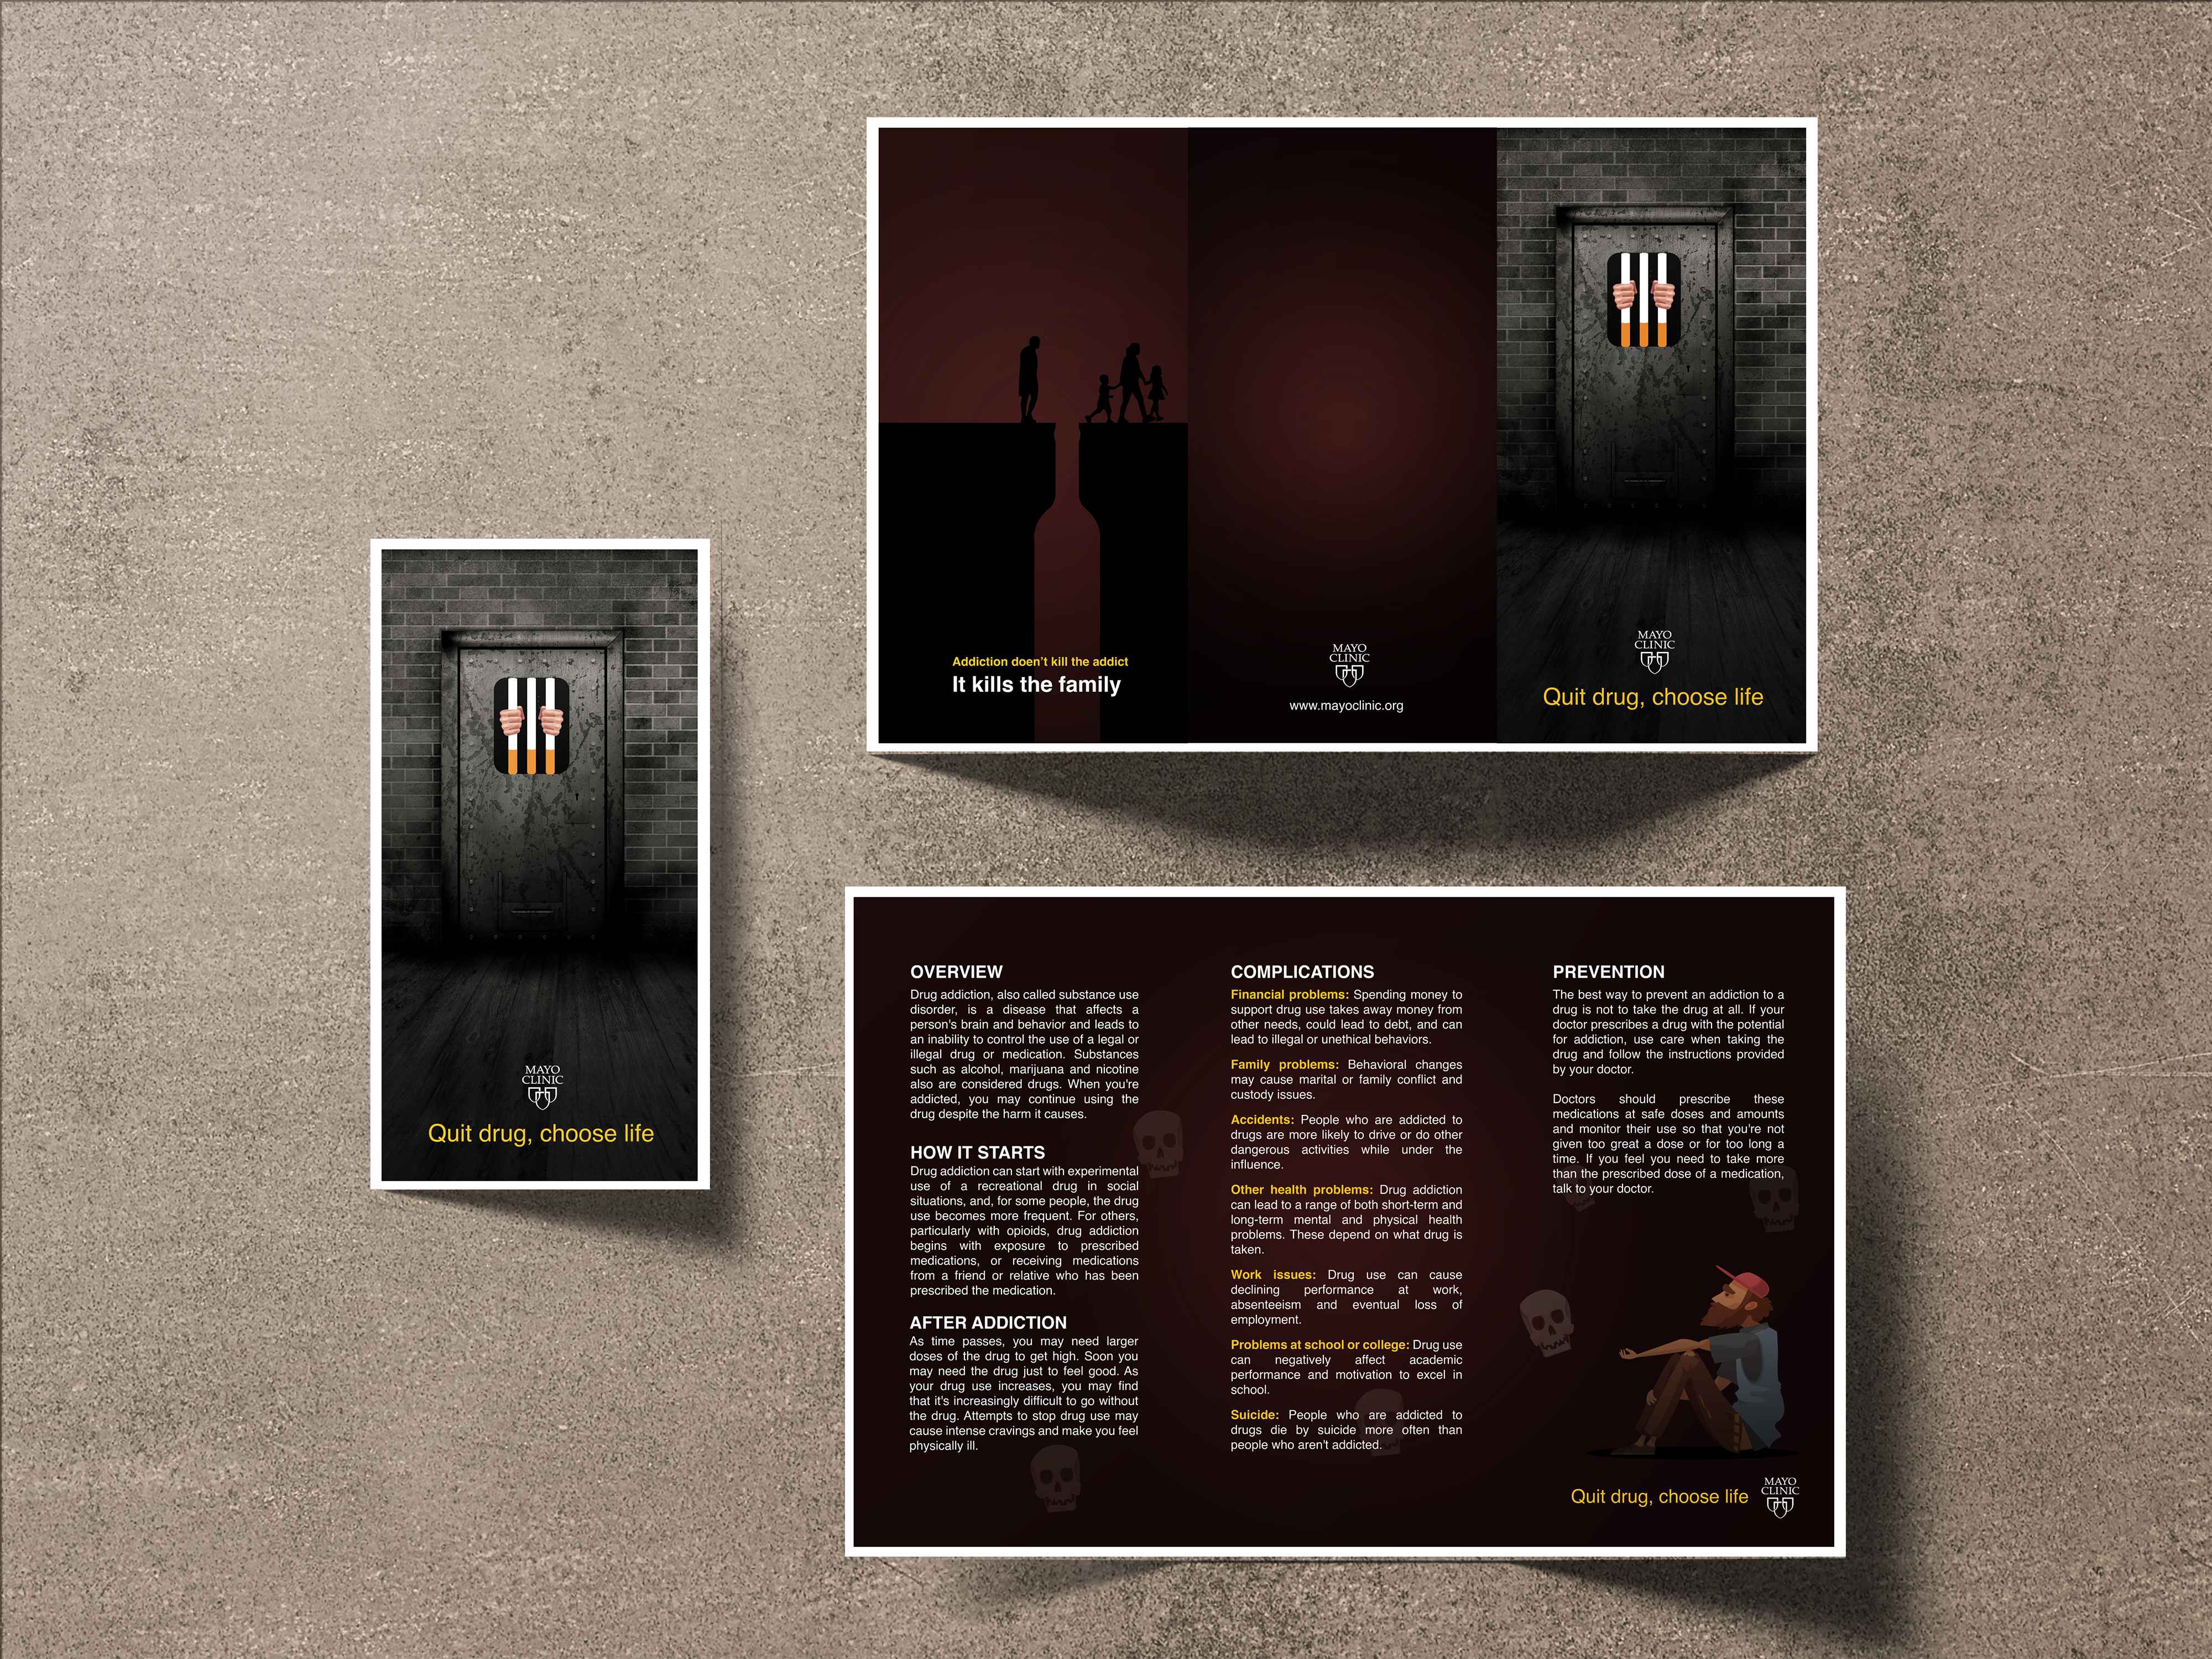 MAYO
CLINIC
Quit drug, choose life
Addiction doen't kill the addict
It kills the family
MAYO
CLINIC
www.mayoclinic.org
MAYO
CLINIC
Quit drug, choose life
OVERVIEW
Drug addiction, also called substance use
disorder, is a disease that affects a
person's brain and behavior and leads to
an inability to control the use of a legal or
illegal drug or medication. Substances
such as alcohol, marijuana and nicotine
also are considered drugs. When you're
addicted, you may continue using the
drug despite the harm it causes.
HOW IT STARTS
Drug addiction can start with experimental
use of a recreational drug in social
situations, and, for some people, the drug
use becomes more frequent. For others,
particularly with opioids, drug addiction
begins with exposure to prescribed
medications, or receiving medications
from a friend or relative who has been
prescribed the medication.
AFTER ADDICTION
As time passes, you may need larger
doses of the drug to get high. Soon you
may need the drug just to feel good. As
your drug use increases, you may find
that it's increasingly difficult to go without
the drug. Attempts to stop drug use may
cause intense cravings and make you feel
physically ill.
COMPLICATIONS
Financial problems: Spending money to
support drug use takes away money from
other needs, could lead to debt, and can
lead to illegal or unethical behaviors.
Family problems: Behavioral changes
may cause marital or family conflict and
custody issues.
Accidents: People who are addicted to
drugs are more likely to drive or do other
dangerous activities while under the
influence.
Other health problems: Drug addiction
can lead to a range of both short-term and
long-term mental and physical health
problems. These depend on what drug is
taken.
Work issues: Drug use can cause
declining performance at work,
absenteeism and eventual loss of
employment.
Problems at school or college: Drug use
can negatively affect academic
performance and motivation to excel in
school.
Suicide: People who are addicted to
drugs die by suicide more often than
people who aren't addicted.
PREVENTION
The best way to prevent an addiction to a
drug is not to take the drug at all. If your
doctor prescribes a drug with the potential
for addiction, use care when taking the
drug and follow the instructions provided
by your doctor.
Doctors should prescribe these
medications at safe doses and amounts
and monitor their use so that you're not
given too great a dose or for too long a
time. If you feel you need to take more
than the prescribed dose of a medication,
talk to your doctor.
Quit drug, choose life
MAYO
CLINIC